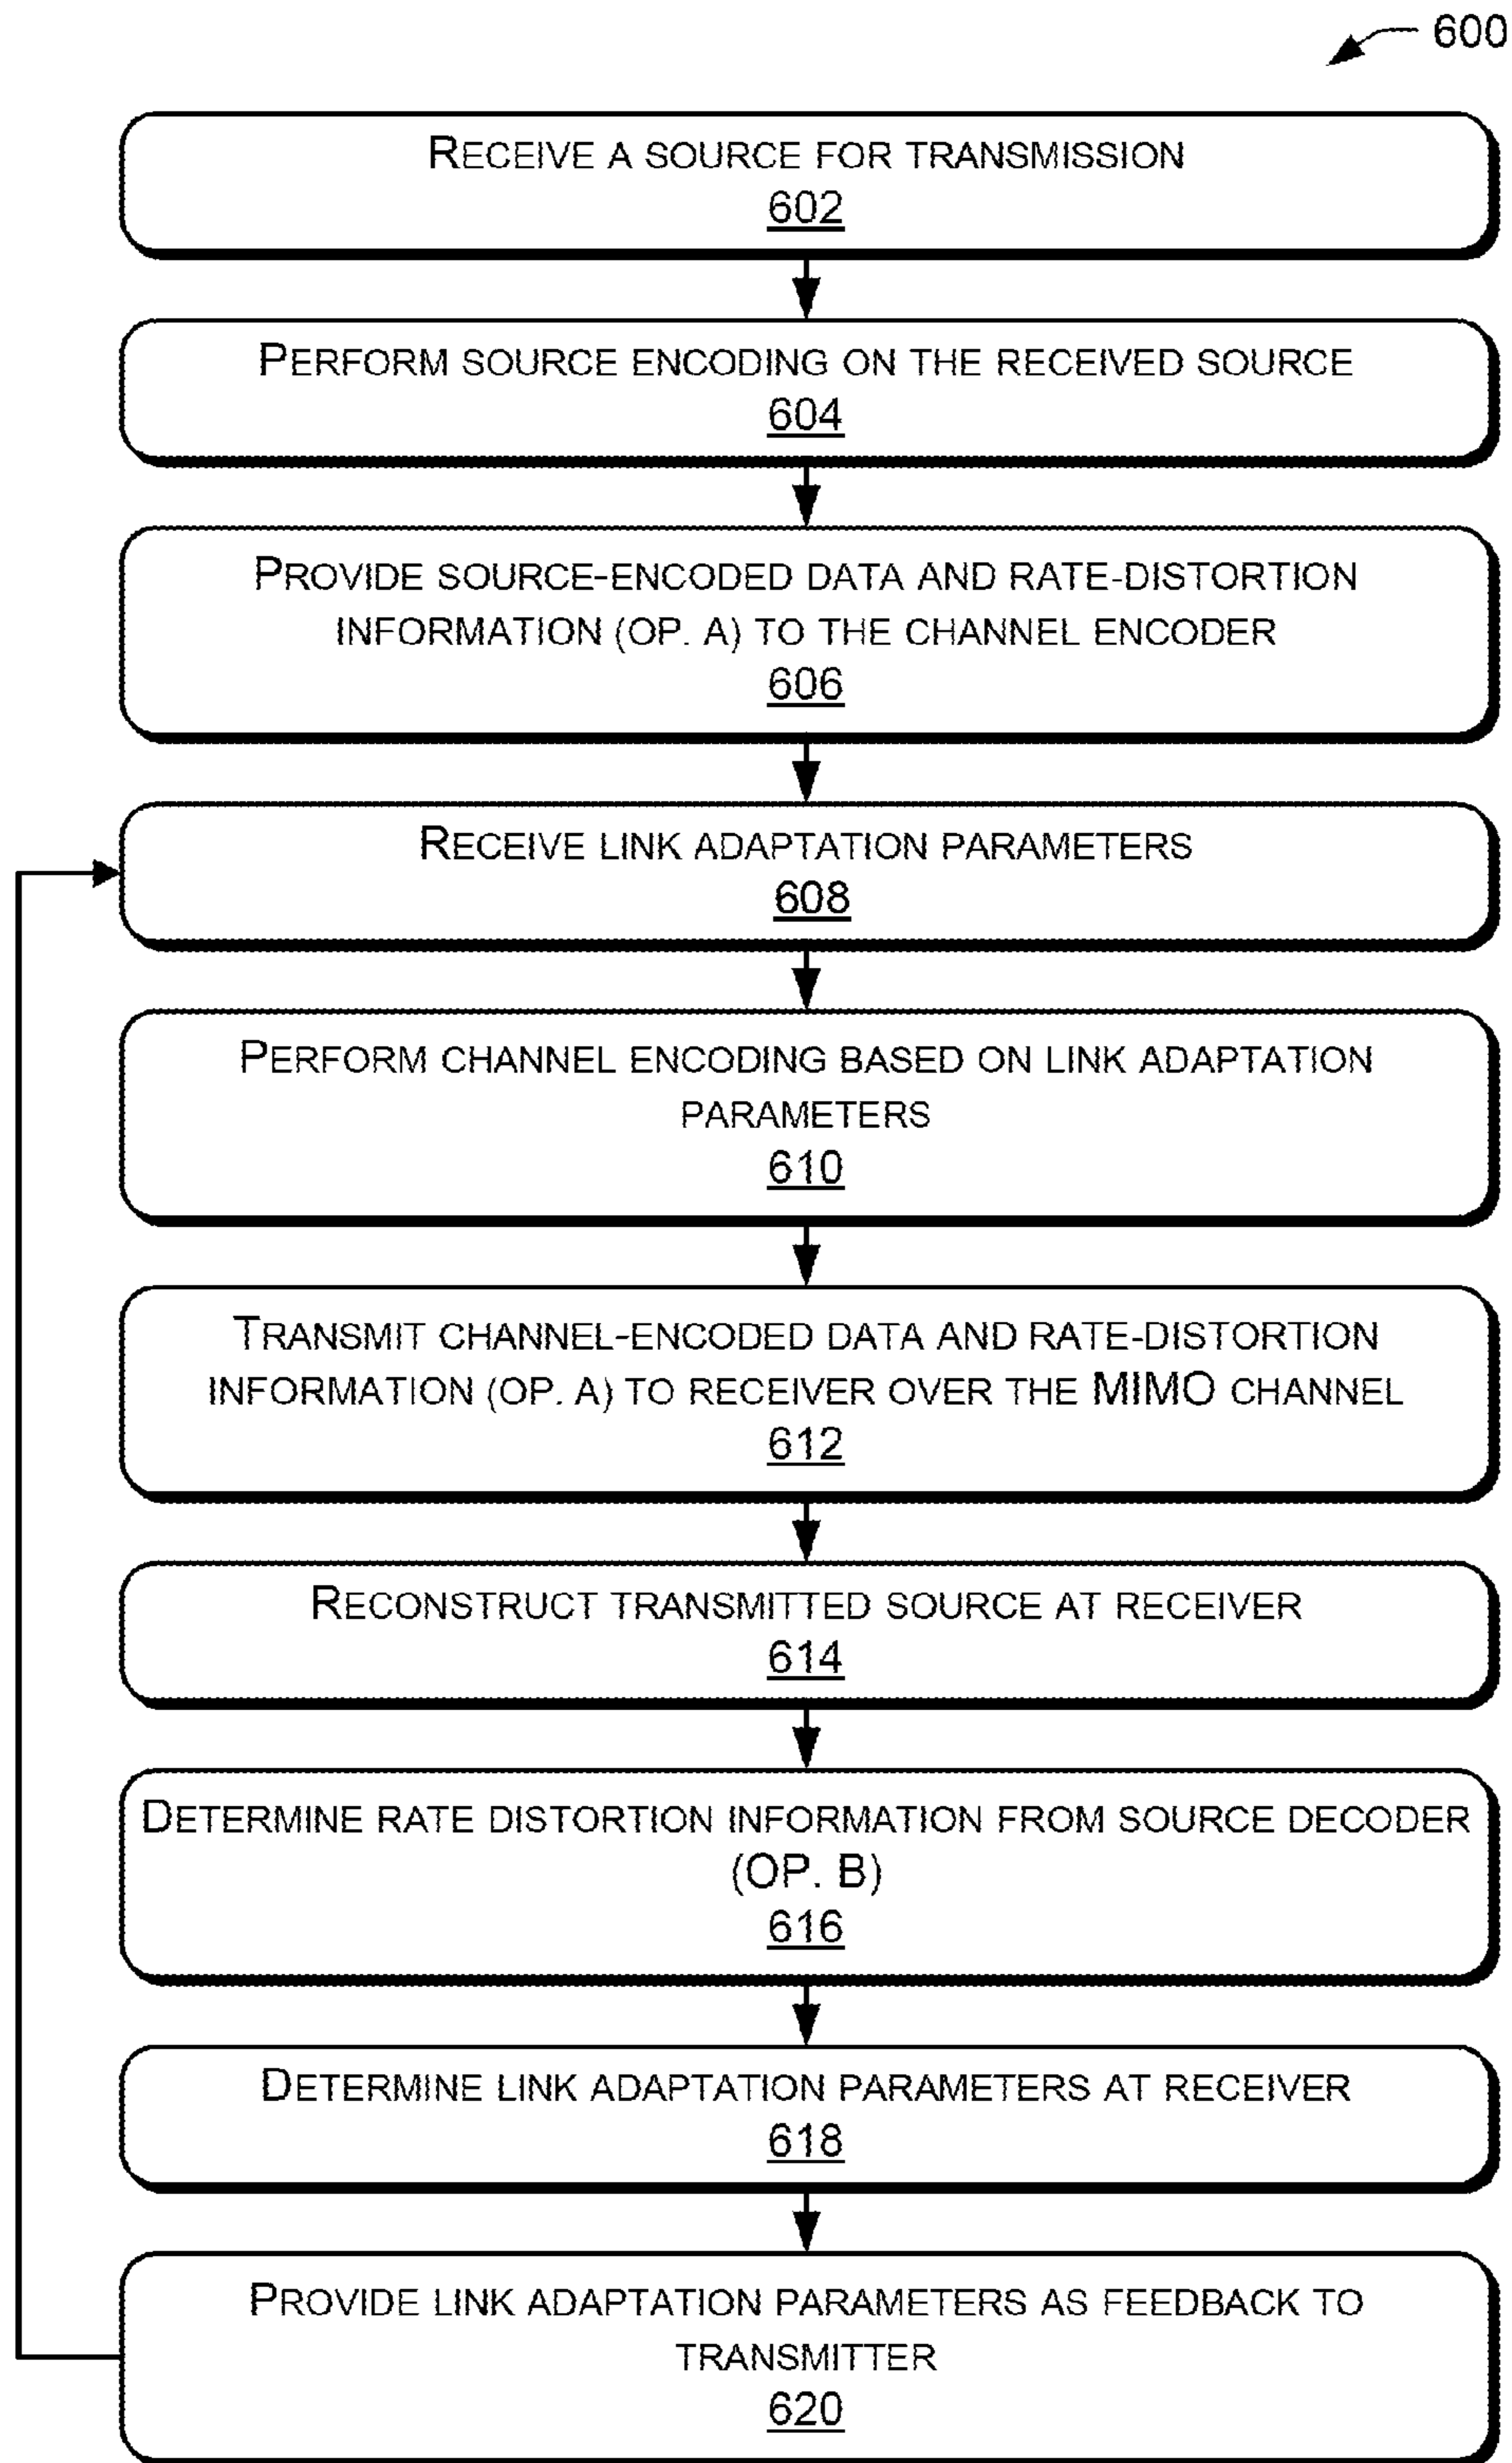 600
RECEIVE A SOURCE FOR TRANSMISSION
602
PERFORM SOURCE ENCODING ON THE RECEIVED SOURCE
604
PROVIDE SOURCE-ENCODED DATA AND RATE-DISTORTION
INFORMATION (OP. A) TO THE CHANNEL ENCODER
606
RECEIVE LINK ADAPTATION PARAMETERS
608
PERFORM CHANNEL ENCODING BASED ON LINK ADAPTATION
PARAMETERS
610
TRANSMIT CHANNEL-ENCODED DATA AND RATE-DISTORTION
INFORMATION (OP. A) TO RECEIVER OVER THE MIMO CHANNEL
612
RECONSTRUCT TRANSMITTED SOURCE AT RECEIVER
614
DETERMINE RATE DISTORTION INFORMATION FROM SOURCE DECODER
(OP. B)
616
DETERMINE LINK ADAPTATION PARAMETERS AT RECEIVER
618
PROVIDE LINK ADAPTATION PARAMETERS AS FEEDBACK TO
TRANSMITTER
620